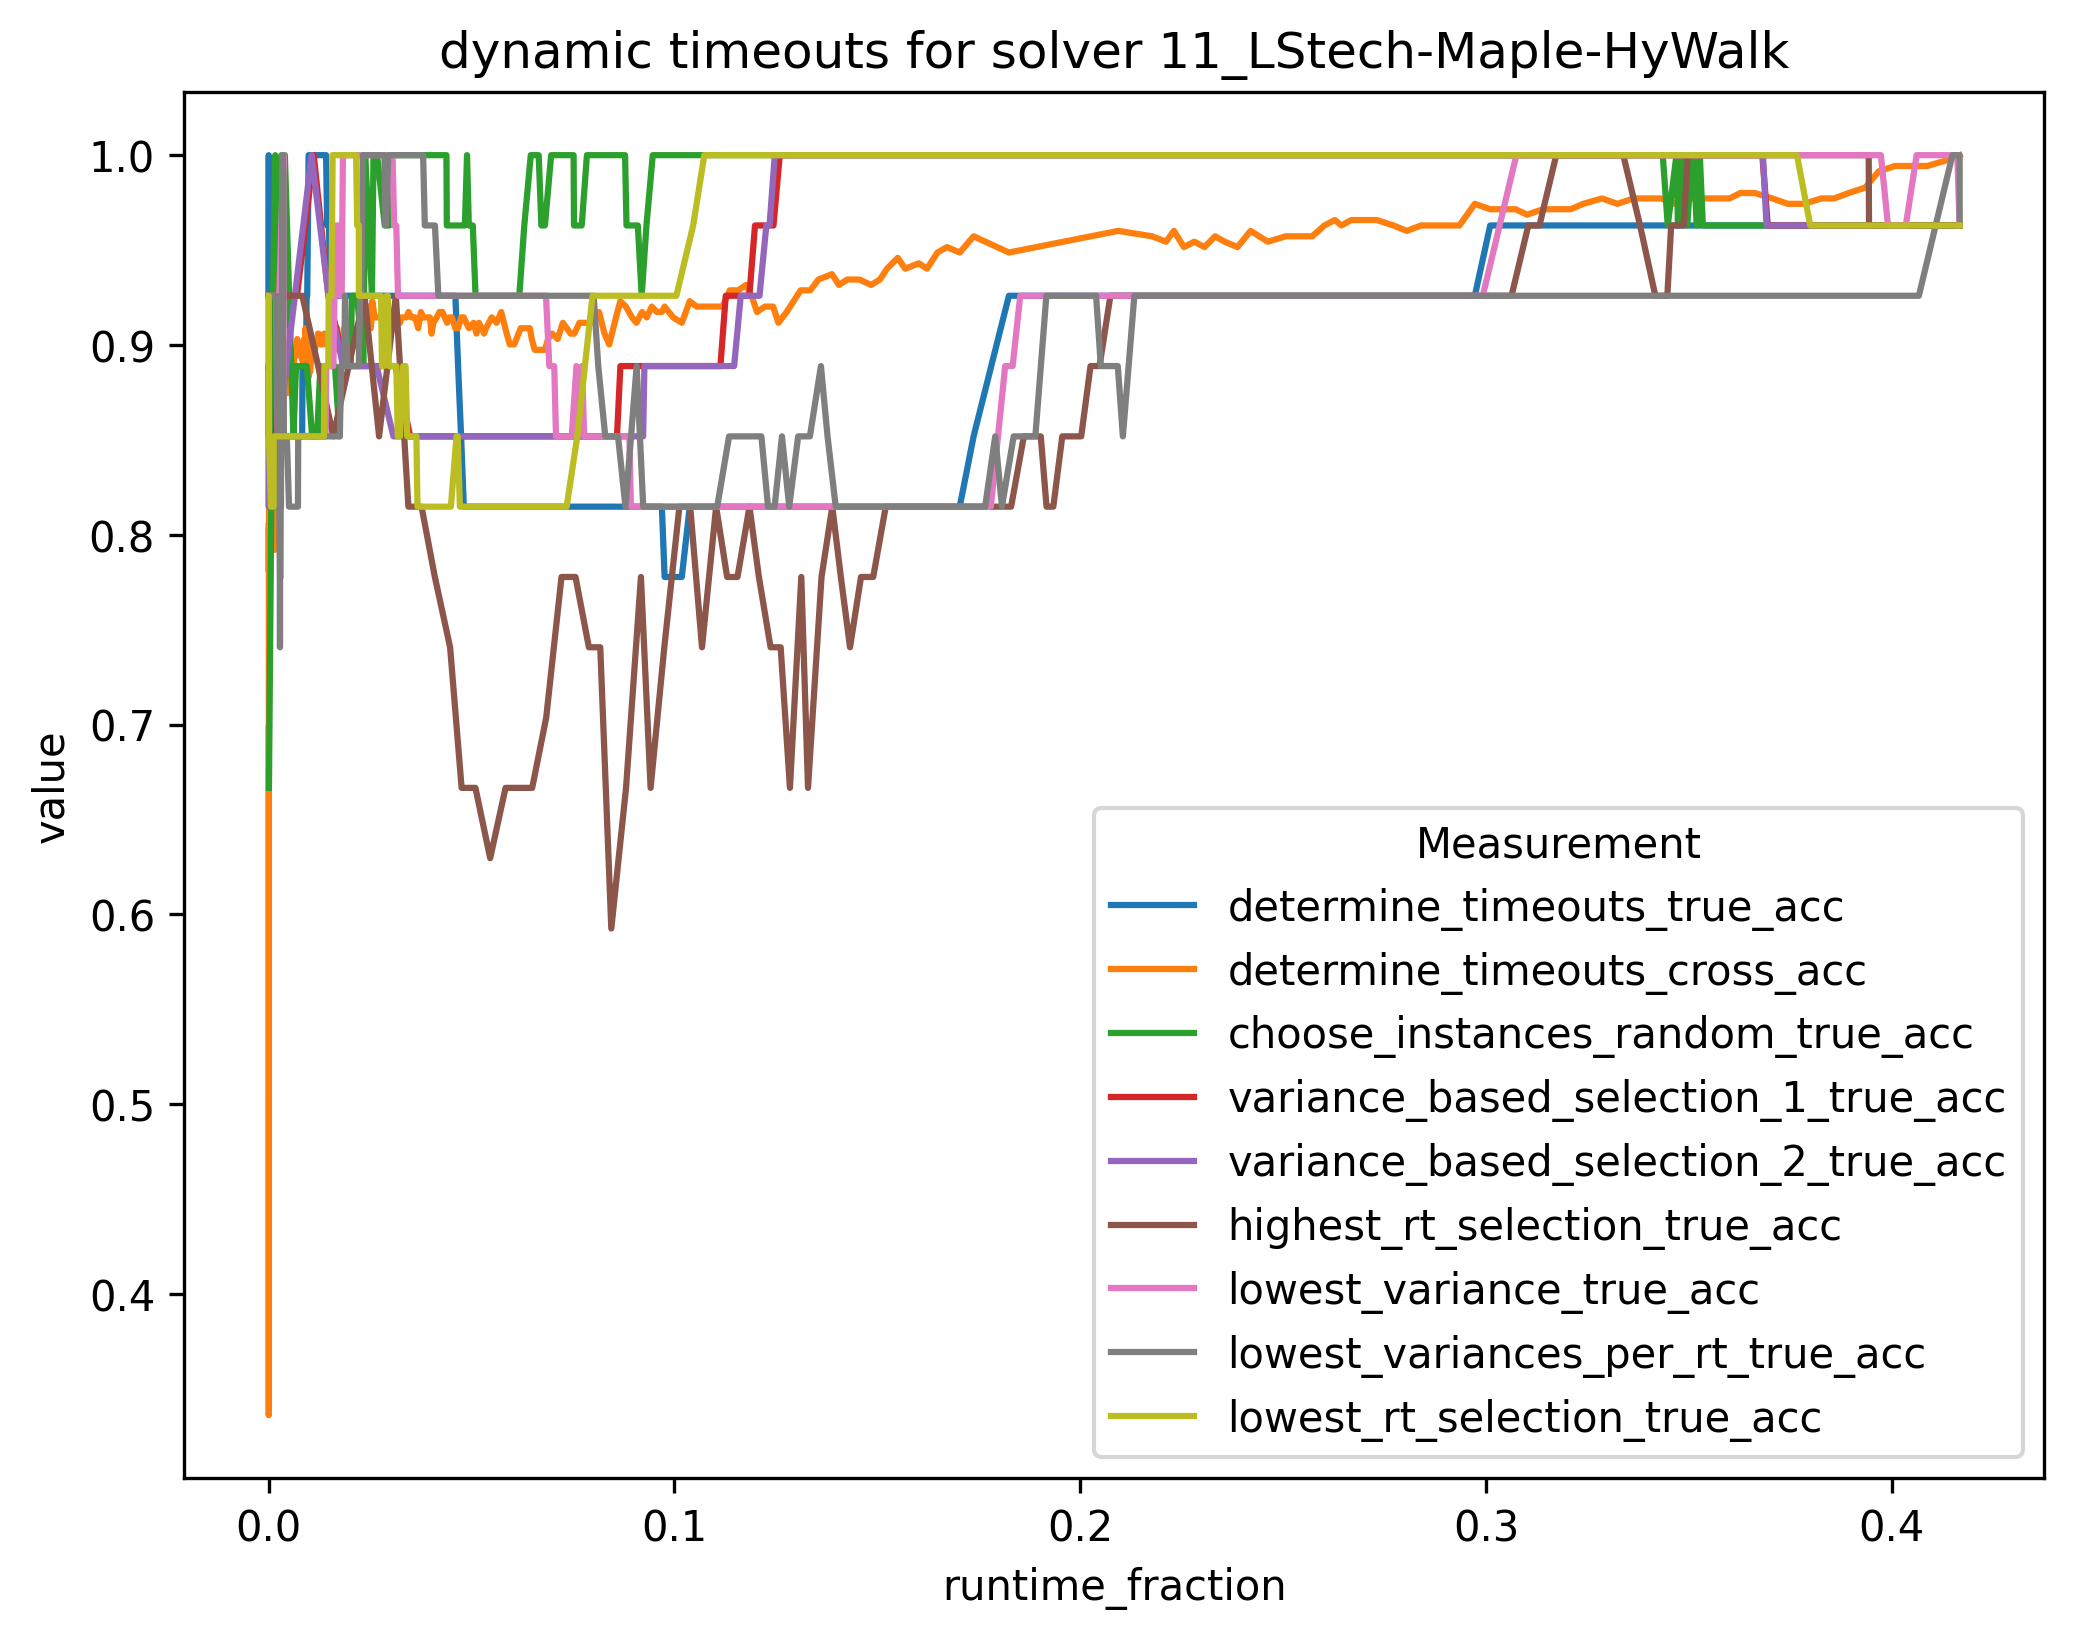 dynamic timeouts for solver 11_LStech-Maple-HyWalk
1.0
0.9
0.8
0.7
0.6
0.5
0.4
value
Measurement
determine_timeouts_true_acc
determine_timeouts_cross_acc
choose_instances_random_true_acc
variance_based_selection_1_true_acc
variance_based_selection_2_true_acc
highest_rt_selection_true_acc
lowest_variance_true_acc
lowest_variances_per_rt_true_acc
lowest_rt_selection_true_acc
0.0 0.1 0.2 0.3 0.4
runtime_fraction